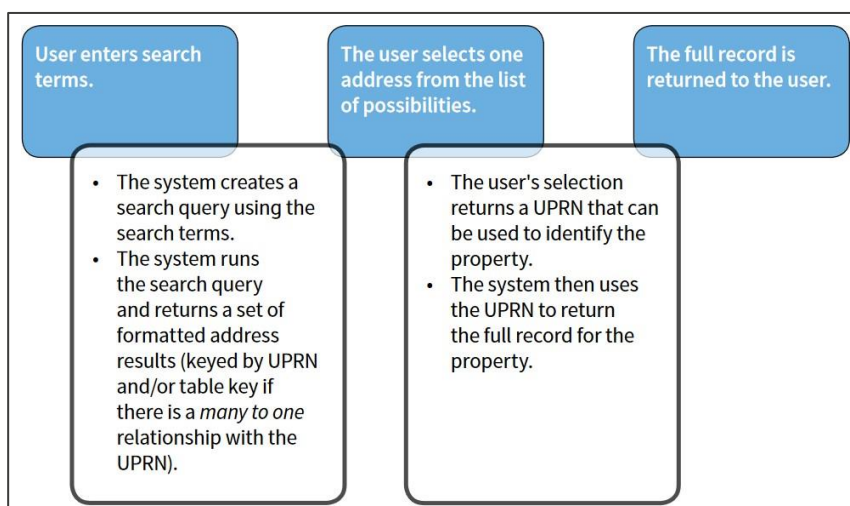 User enters search
terms.
• The system creates a
search query using the
search terms.
• The system runs
the search query
and returns a set of
formatted address
results (keyed by UPRN
and/or table key if
there is a many to one
relationship with the
UPRN).
The user selects one
address from the list
of possibilities.
• The user's selection
returns a UPRN that can
be used to identify the
property.
• The system then uses
the UPRN to return
the full record for the
property.
The full record is
returned to the user.